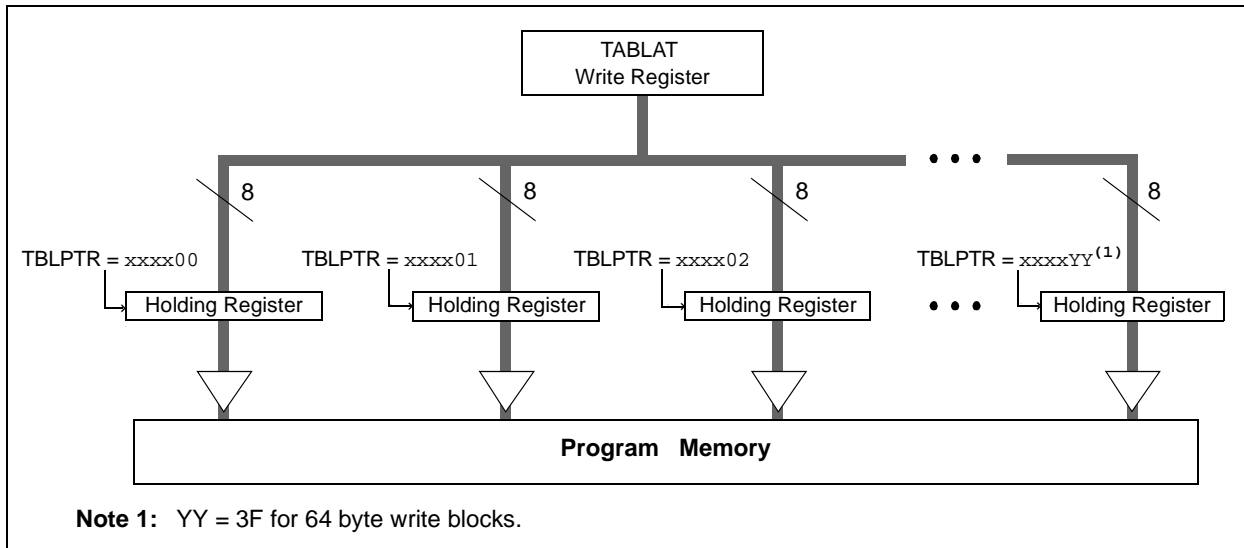 TABLAT
Write Register
8
8
8
8
TBLPTR = xxxx00
TBLPTR = xxxx01
TBLPTR = xxxx02
TBLPTR = xxxxYY(1)
Holding Register
Holding Register
Holding Register
Holding Register
Program Memory
Note 1: YY = 3F for 64 byte write blocks.